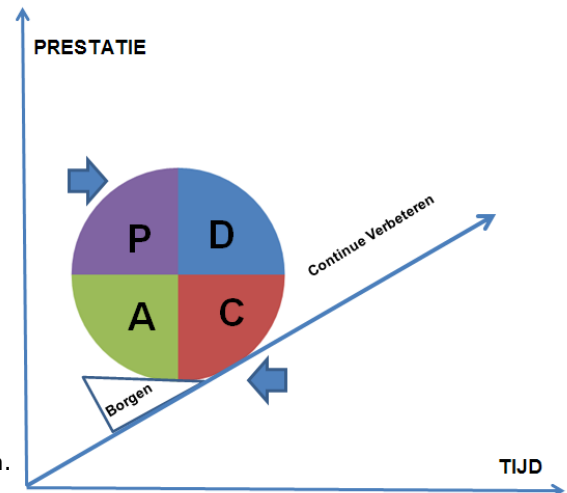 PRESTATIE
P
D
A
C
Continue Verbeteren
Borgen
n.
TIJD